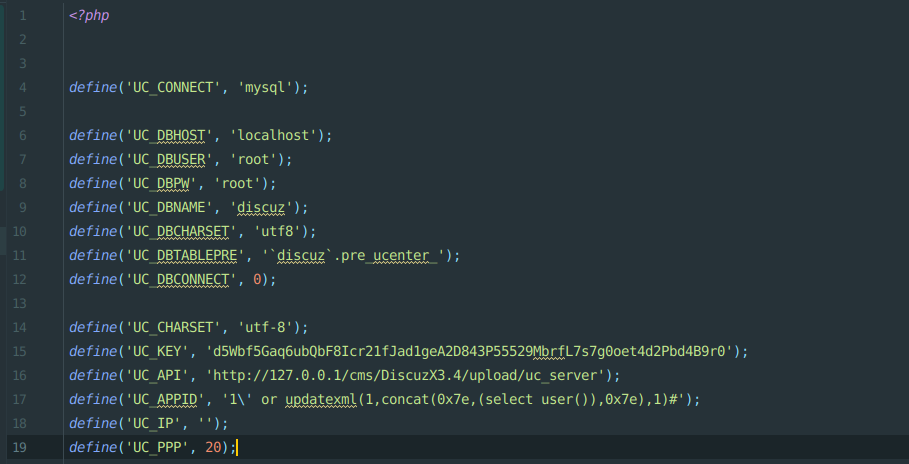 1 <?php
2
3
4 define('UC_CONNECT', 'mysql');
5
6 define('UC_DBHOST', 'localhost');
7 define('UC_DBUSER', 'root');
8 define('UC_DBPW', 'root');
9 define('UC_DBNAME', 'discuz');
10 define('UC_DBCHARSET', 'utf8');
11 define('UC_DBTABLEPRE', '`discuz`.pre_ucenter_');
12 define('UC_DBCONNECT', 0);
13
14 define('UC_CHARSET', 'utf-8');
15 define('UC_KEY', 'd5Wbf5Gaq6ubQbF8Icr21fJad1geA2D843P55529MbrfL7s7g0oet4d2Pbd4B9r0');
16 define('UC_API', 'http://127.0.0.1/cms/DiscuzX3.4/upload/uc_server');
17 define('UC_APPID', '1\' or updatexml(1,concat(0x7e,(select user()),0x7e),1)#');
18 define('UC_IP', '');
19 define('UC_PPP', 20);